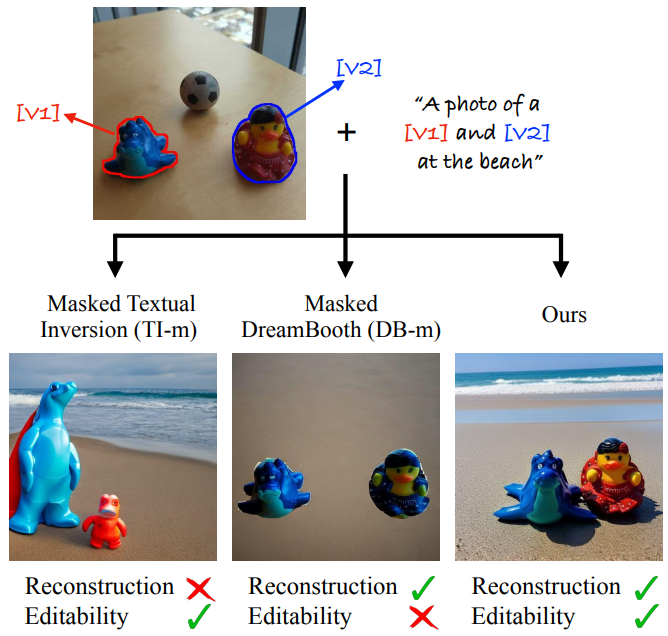 [V2]
[V1]
"A photo of a
[V1] and [V2]
at the beach"
+
Masked Textual
Inversion (TI-m)
Masked
DreamBooth (DB-m)
Ours
Reconstruction ✗
Editability ✓
Reconstruction ✓
Editability ✗
Reconstruction ✓
Editability ✓